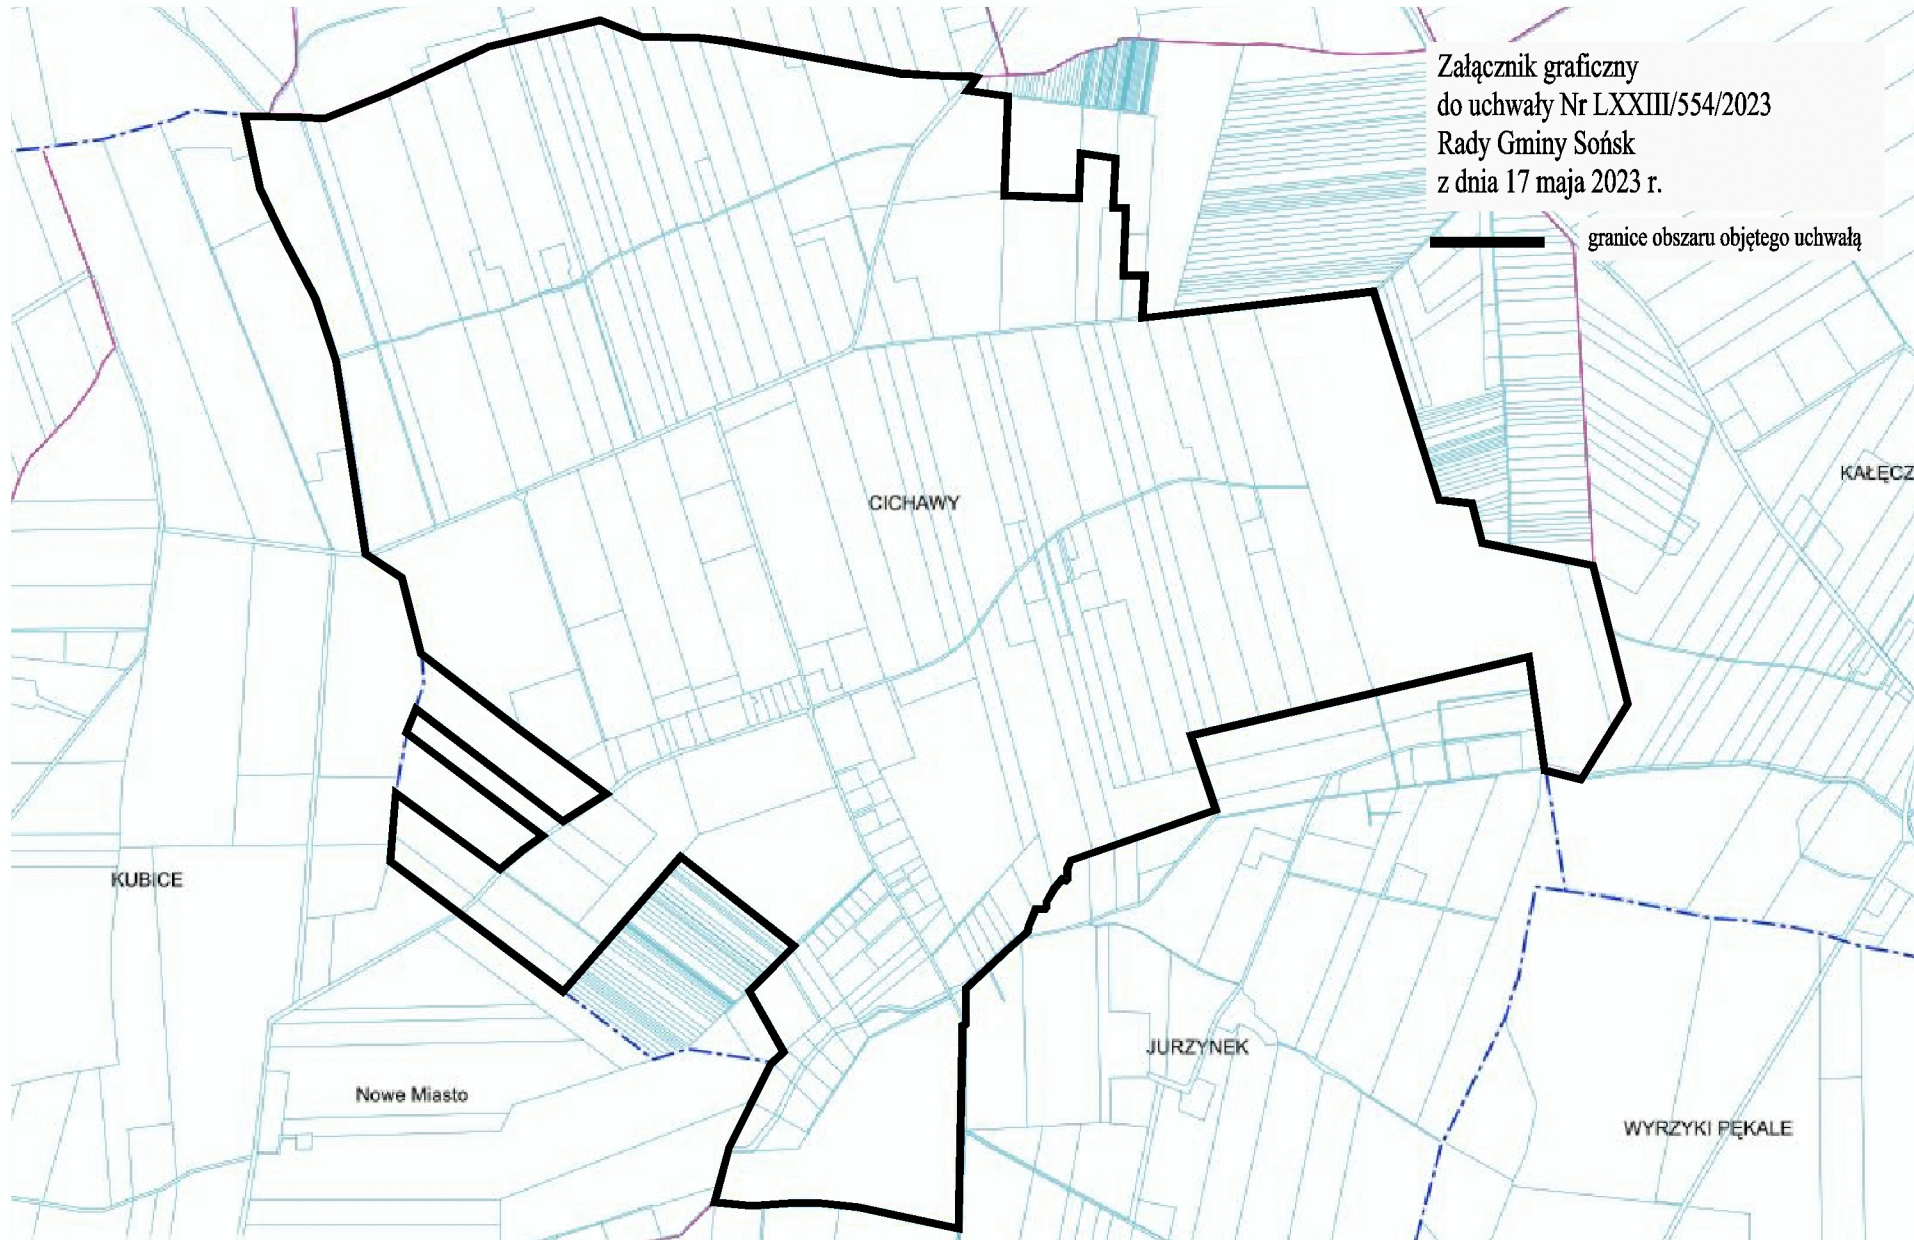 Załącznik graficzny
do uchwały Nr LXXIII/554/2023
Rady Gminy Sońsk
z dnia 17 maja 2023 r.
granice obszaru objętego uchwałą
KAŁĘCZ
CICHAWY
KUBICE
JURZYNEK
Nowe Miasto
WYRZYKI PĘKALE